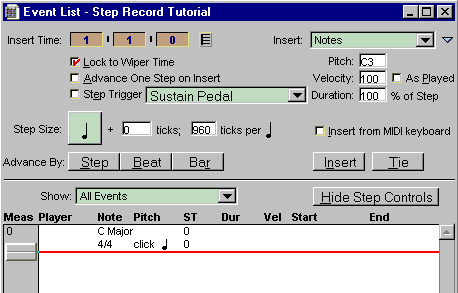 Event List - Step Record Tutorial
Insert Time: 1 1 0 Insert: Notes
Lock to Wiper Time Pitch: C3
Advance One Step on Insert Velocity: 100 As Played
Step Trigger Sustain Pedal Duration: 100 % of Step
Step Size: + 0 ticks; 960 ticks per Insert from MIDI keyboard
Advance By: Step Beat Bar Insert Tie
Show: All Events Hide Step Controls
Meas Player Note Pitch ST Dur Vel Start End
0 C Major 0
4/4 click 0